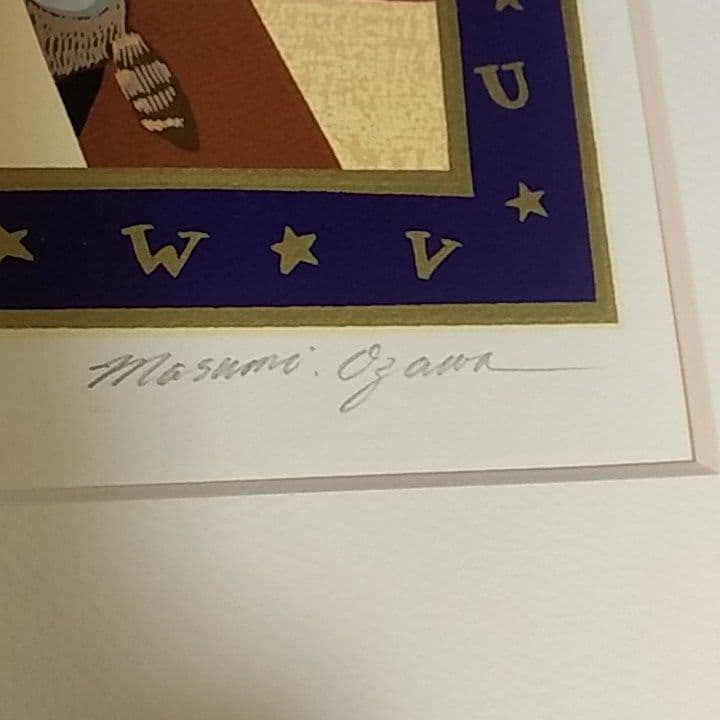 U
W ★ V ★
Masumi. Ozawa